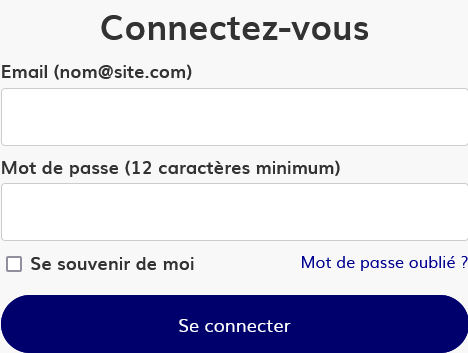 Connectez-vous
Email (nom@site.com)
Mot de passe (12 caractères minimum)
Se souvenir de moi Mot de passe oublié ?
Se connecter